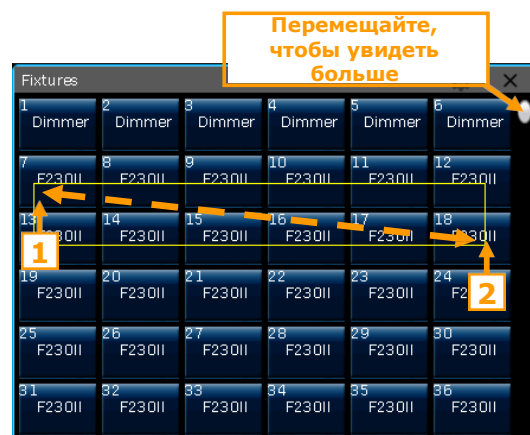 Перемещайте,
чтобы увидеть
больше
Fixtures
1 2 3 4 5 6
Dimmer Dimmer Dimmer Dimmer Dimmer Dimmer
7 8 9 10 11 12
F230II F230II F230II F230II F230II F230II
13 14 15 16 17 18
F230II F230II F230II F230II F230II
1
19 20 21 22 23 24
F230II F230II F230II F230II F230II
2
25 26 27 28 29 30
F230II F230II F230II F230II F230II F230II
31 32 33 34 35 36
F230II F230II F230II F230II F230II F230II